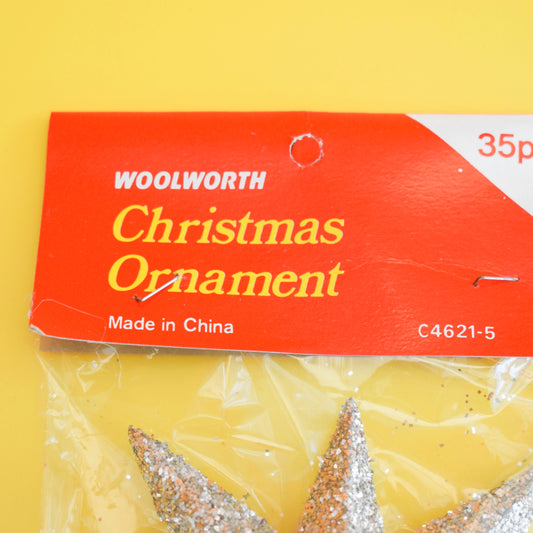 35p
WOOLWORTH
Christmas
Ornament
Made in China
C4621-5